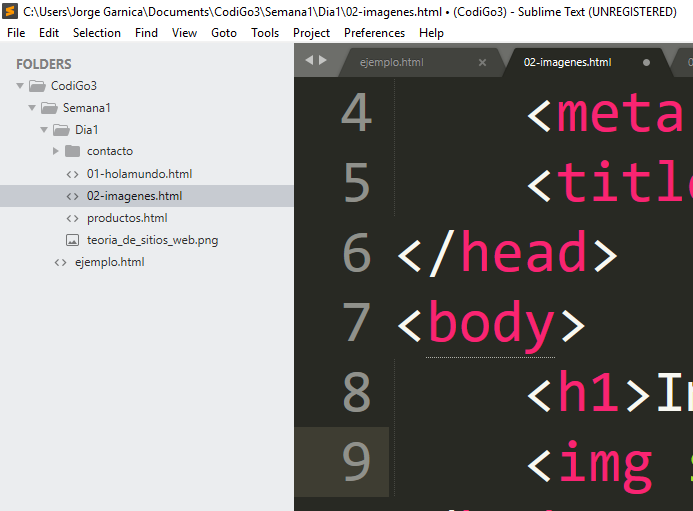 C:\Users\Jorge Garnica\Documents\CodiGo3\Semana1\Dia1\02-imagenes.html • (CodiGo3) - Sublime Text (UNREGISTERED)
File Edit Selection Find View Goto Tools Project Preferences Help
FOLDERS
CodiGo3
Semana1
Dia1
contacto
01-holamundo.html
02-imagenes.html
productos.html
teoria_de_sitios_web.png
ejemplo.html
ejemplo.html × 02-imagenes.html
4 <meta
5 <title
6 </head>
7 <body>
8 <h1>
9 <img